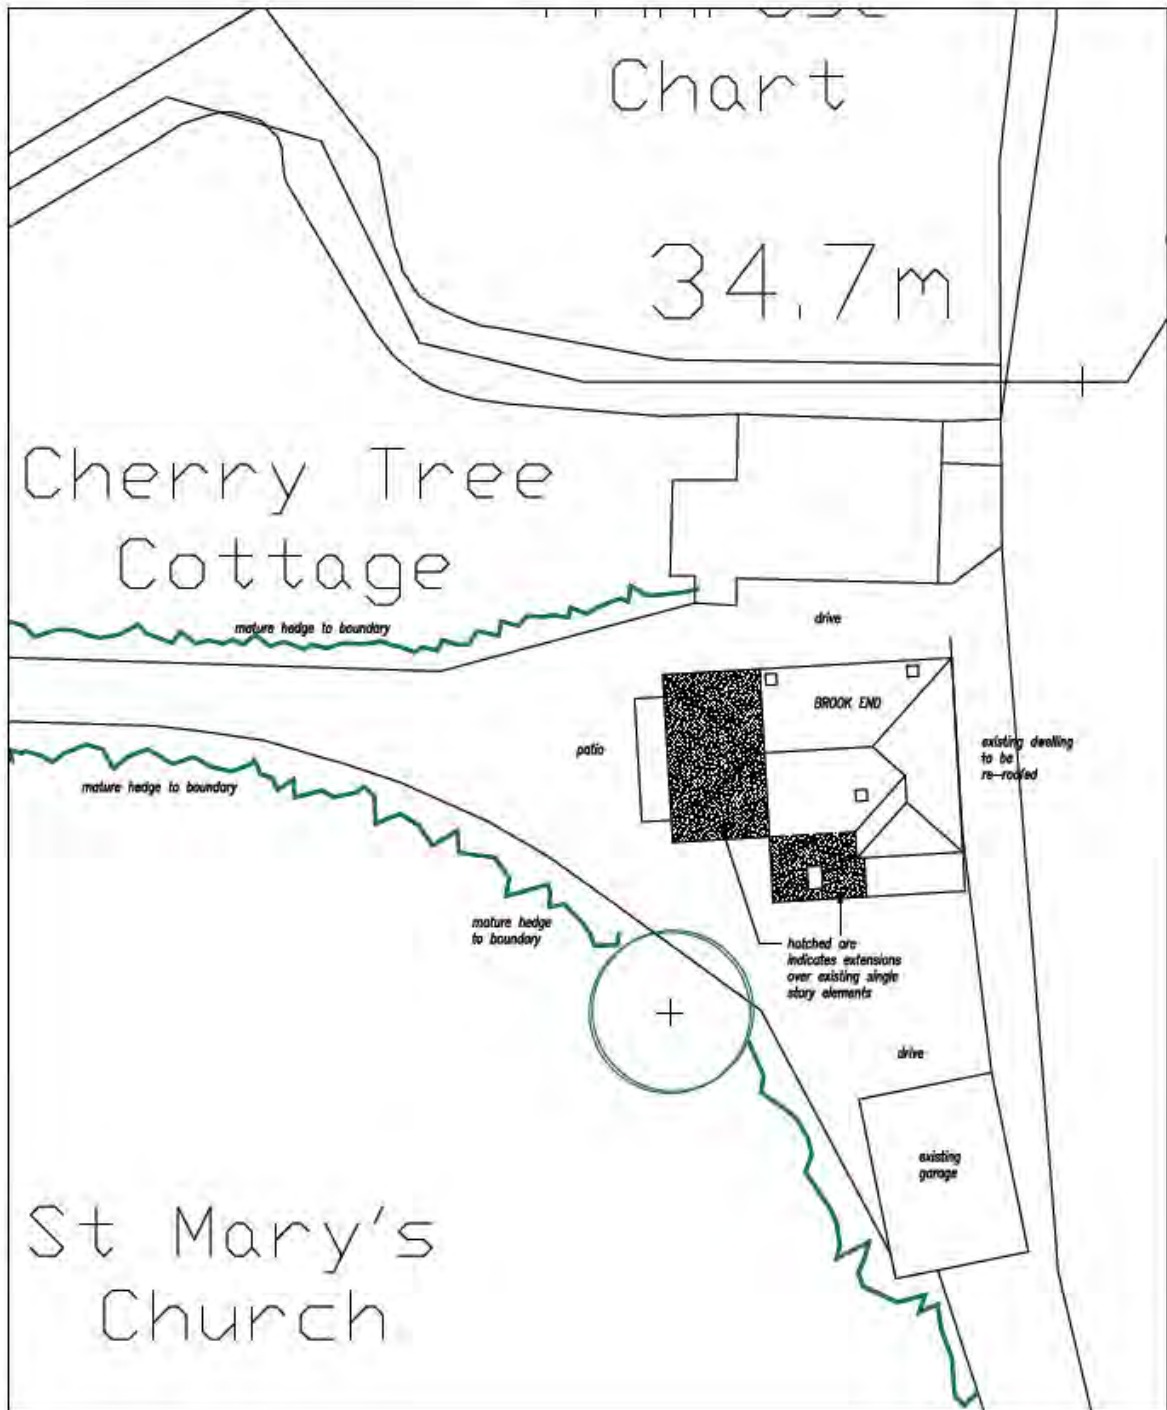 Chart
34.7m
Cherry Tree
Cottage
mature hedge to boundary
drive
BROOK END
patio
existing dwelling
to be
re-roofed
mature hedge to boundary
mature hedge
to boundary
hatched are
indicates extensions
over existing single
story elements
drive
existing
garage
St Mary's
Church